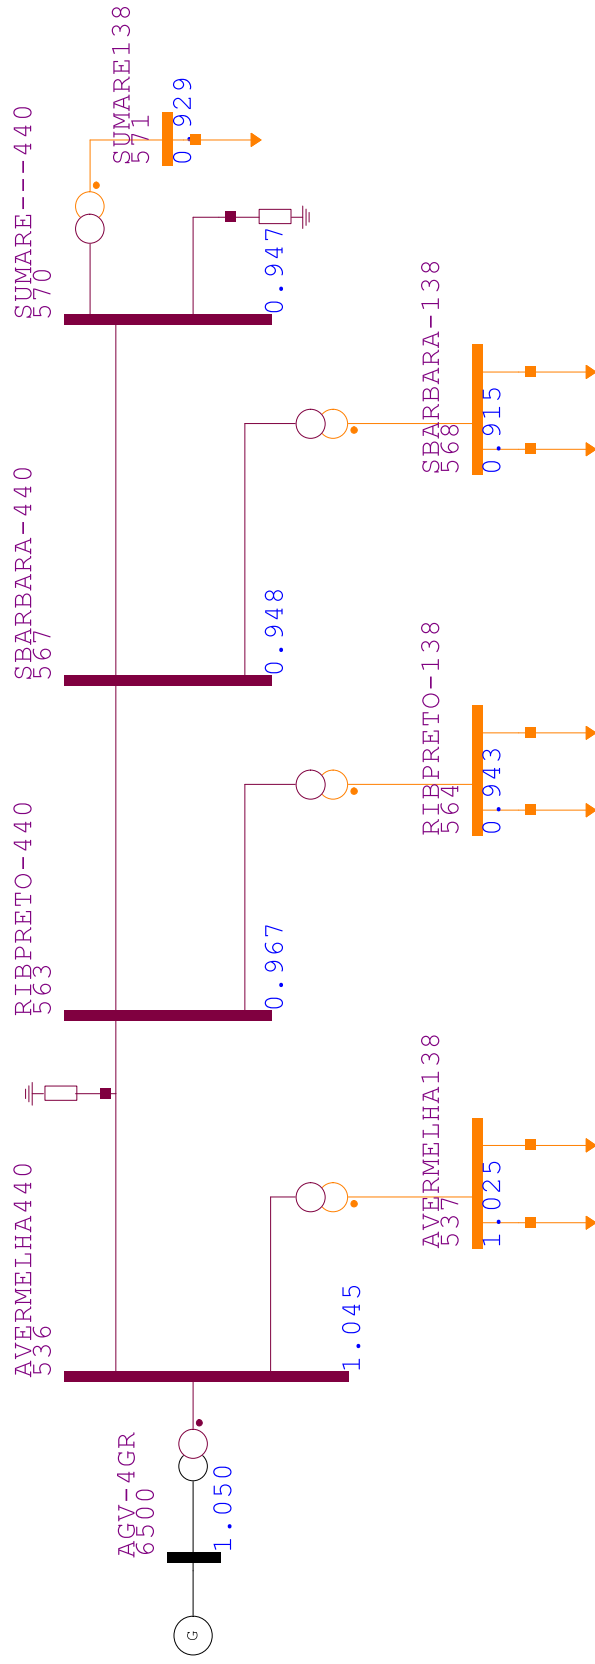 AGV-4GR
6500
1.050
G
AVERMELHA440
536
1.045
AVERMELHA138
537
1.025
RIBPRETO-440
563
0.967
RIBPRETO-138
564
0.943
SBARBARA-440
567
0.948
SBARBARA-138
568
0.915
SUMARE---440
570
0.947
SUMARE138
571
0.929